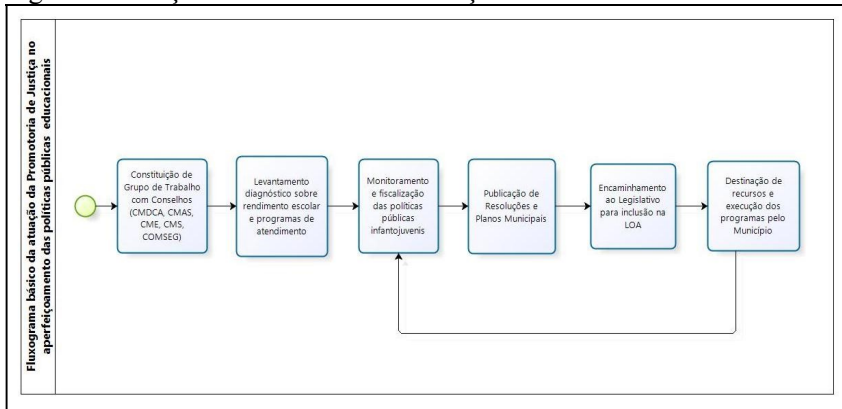 Fluxograma básico da atuação da Promotoria de Justiça no
aperfeiçoamento das políticas públicas educacionais
Constituição de
Grupo de Trabalho
com Conselhos
(CMDCA, CMAS,
CME, CMS,
COMSEG)
Levantamento
diagnóstico sobre
rendimento escolar
e programas de
atendimento
Monitoramento
e fiscalização
das políticas
públicas
infantojuvenis
Publicação de
Resoluções e
Planos Municipais
Encaminhamento
ao Legislativo
para inclusão na
LOA
Destinação de
recursos e
execução dos
programas pelo
Município